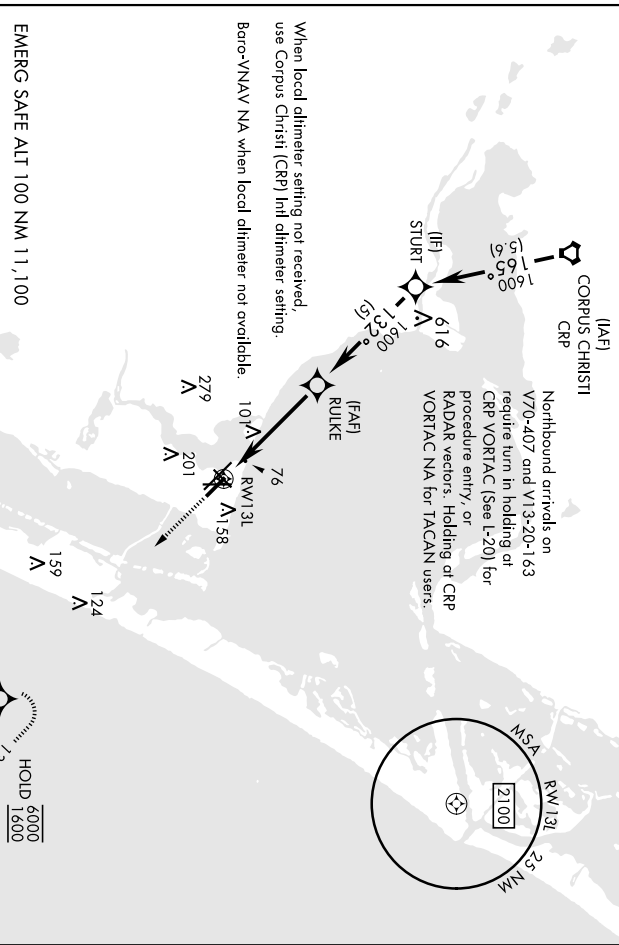 (IAF)
CORPUS CHRISTI
CRP
1600
165°
(5.6)
(IF)
STURT
616
1600
132°
(5)
(FAF)
RULKE
Northbound arrivals on
V70-407 and V13-20-163
require turn in holding at
CRP VORTAC (See L-20) for
procedure entry, or
RADAR vectors. Holding at CRP
VORTAC NA for TACAN users.
When local altimeter setting not received,
use Corpus Christi (CRP) Intl altimeter setting.
Baro-VNAV NA when local altimeter not available.
279
101
76
RW13L
201
158
159
124
MSA RW 13L 25 NM
2100
HOLD 6000
1600
EMERG SAFE ALT 100 NM 11,100